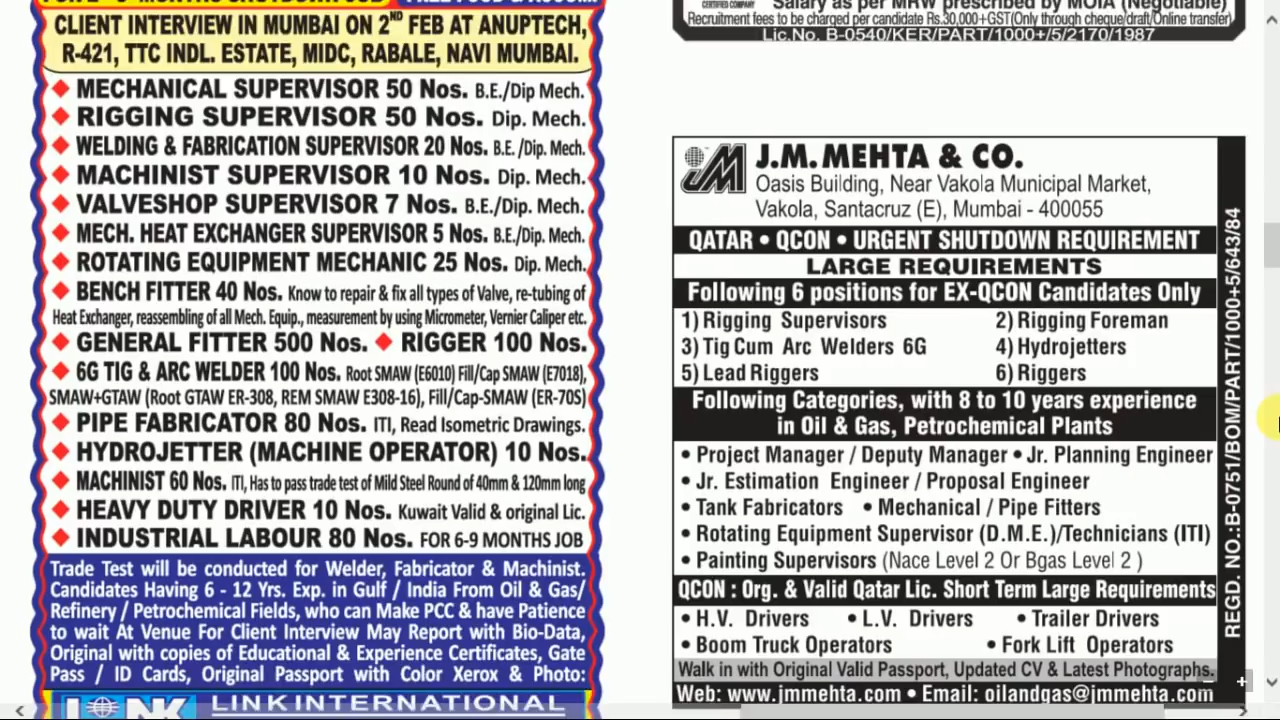 CLIENT INTERVIEW IN MUMBAI ON 2ND FEB AT ANUPTECH,
R-421, TTC INDL. ESTATE, MIDC, RABALE, NAVI MUMBAI.
MECHANICAL SUPERVISOR 50 Nos. B.E./Dip Mech.
RIGGING SUPERVISOR 50 Nos. Dip. Mech.
WELDING & FABRICATION SUPERVISOR 20 Nos. B.E./Dip. Mech.
MACHINIST SUPERVISOR 10 Nos. Dip. Mech.
VALVESHOP SUPERVISOR 7 Nos. B.E./Dip. Mech.
MECH. HEAT EXCHANGER SUPERVISOR 5 Nos. B.E./Dip. Mech.
ROTATING EQUIPMENT MECHANIC 25 Nos. Dip. Mech.
BENCH FITTER 40 Nos. Know to repair & fix all types of Valve, re-tubing of
Heat Exchanger, reassembling of all Mech. Equip., measurement by using Micrometer, Vernier Caliper etc.
GENERAL FITTER 500 Nos. ◆ RIGGER 100 Nos.
6G TIG & ARC WELDER 100 Nos. Root SMAW (E6010) Fill/Cap SMAW (E7018),
SMAW+GTAW (Root GTAW ER-308, REM SMAW E308-16), Fill/Cap-SMAW (ER-70S)
PIPE FABRICATOR 80 Nos. ITI, Read Isometric Drawings.
HYDROJETTER (MACHINE OPERATOR) 10 Nos.
MACHINIST 60 Nos. ITI, Has to pass trade test of Mild Steel Round of 40mm & 120mm long
HEAVY DUTY DRIVER 10 Nos. Kuwait Valid & original Lic.
INDUSTRIAL LABOUR 80 Nos. FOR 6-9 MONTHS JOB
Trade Test will be conducted for Welder, Fabricator & Machinist.
Candidates Having 6 - 12 Yrs. Exp. in Gulf / India From Oil & Gas/
Refinery / Petrochemical Fields, who can Make PCC & have Patience
to wait At Venue For Client Interview May Report with Bio-Data,
Original with copies of Educational & Experience Certificates, Gate
Pass / ID Cards, Original Passport with Color Xerox & Photo:
LINK INTERNATIONAL
CERTIFIED COMPANY
Salary as per MRW prescribed by MOIA (Negotiable)
Recruitment fees to be charged per candidate Rs.30,000+GST(Only through cheque/draft/Online transfer)
Lic.No. B-0540/KER/PART/1000+/5/2170/1987
J.M. MEHTA & CO.
Oasis Building, Near Vakola Municipal Market,
Vakola, Santacruz (E), Mumbai - 400055
QATAR • QCON • URGENT SHUTDOWN REQUIREMENT
LARGE REQUIREMENTS
Following 6 positions for EX-QCON Candidates Only
1) Rigging Supervisors 2) Rigging Foreman
3) Tig Cum Arc Welders 6G 4) Hydrojetters
5) Lead Riggers 6) Riggers
Following Categories, with 8 to 10 years experience
in Oil & Gas, Petrochemical Plants
• Project Manager / Deputy Manager • Jr. Planning Engineer
• Jr. Estimation Engineer / Proposal Engineer
• Tank Fabricators • Mechanical / Pipe Fitters
• Rotating Equipment Supervisor (D.M.E.)/Technicians (ITI)
• Painting Supervisors (Nace Level 2 Or Bgas Level 2 )
QCON : Org. & Valid Qatar Lic. Short Term Large Requirements
• H.V. Drivers • L.V. Drivers • Trailer Drivers
• Boom Truck Operators • Fork Lift Operators
Walk in with Original Valid Passport, Updated CV & Latest Photographs.
Web: www.jmmehta.com • Email: oilandgas@jmmehta.com
REGD. NO.:B-0751/BOM/PART/1000+5/643/84